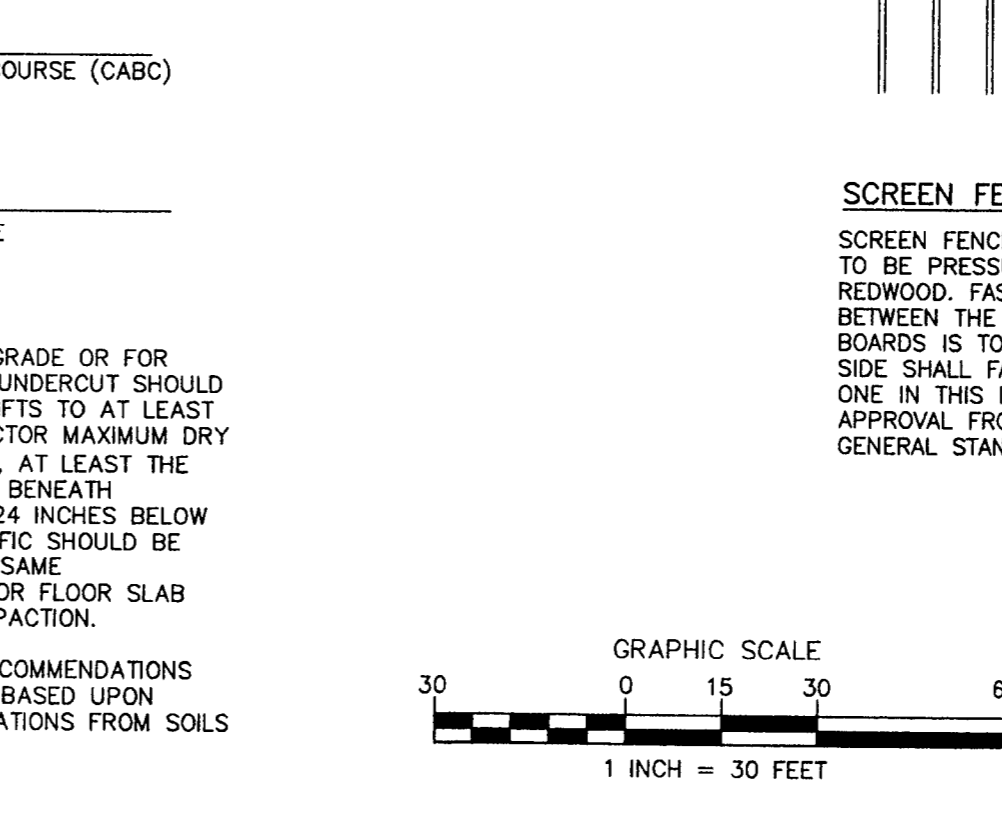 COURSE (CABC)
GRADE OR FOR
UNDERCUT SHOULD
FTS TO AT LEAST
CTOR MAXIMUM DRY
, AT LEAST THE
BENEATH
24 INCHES BELOW
FIC SHOULD BE
SAME
OR FLOOR SLAB
PACTION.
COMMENDATIONS
BASED UPON
ATIONS FROM SOILS
SCREEN FE
SCREEN FENC
TO BE PRESS
REDWOOD. FAS
BETWEEN THE
BOARDS IS TO
SIDE SHALL FA
ONE IN THIS
APPROVAL FRO
GENERAL STAN
GRAPHIC SCALE
30 0 15 30 6
1 INCH = 30 FEET